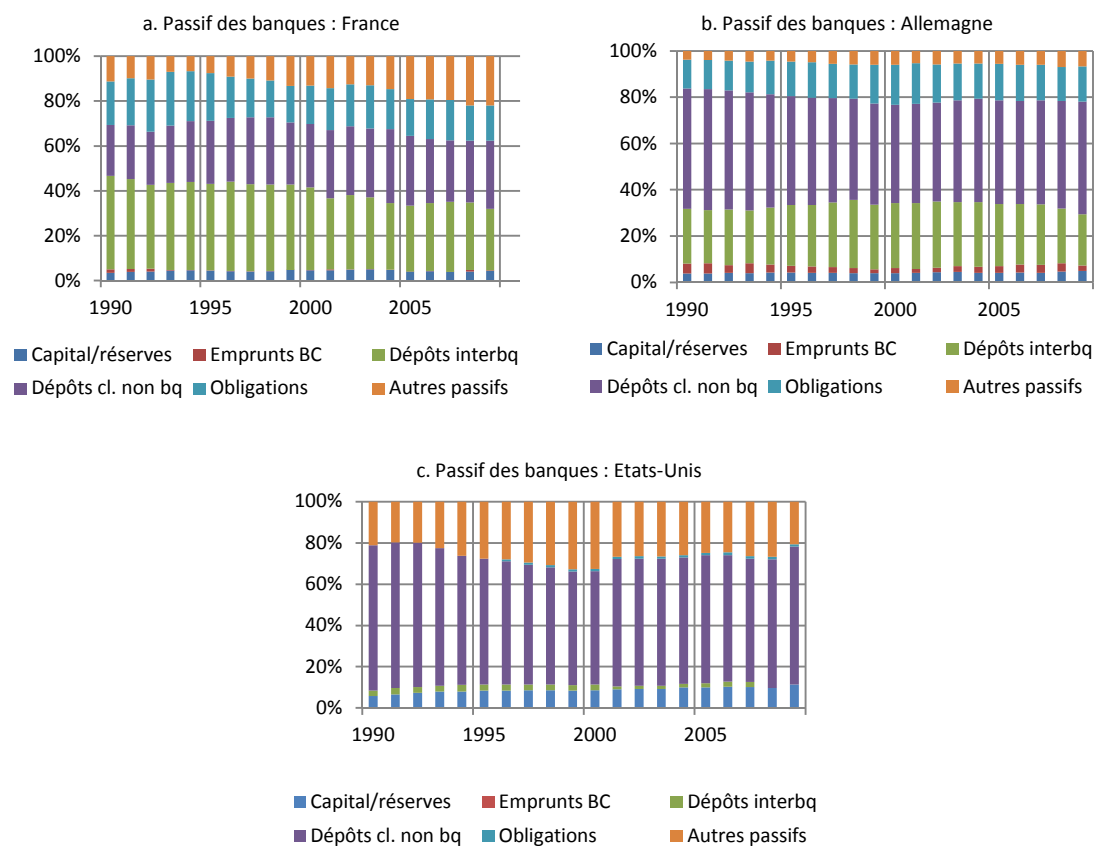 a. Passif des banques : France
100%
80%
60%
40%
20%
0%
1990 1995 2000 2005
Capital/réserves Emprunts BC Dépôts interbq
Dépôts cl. non bq Obligations Autres passifs
b. Passif des banques : Allemagne
100%
80%
60%
40%
20%
0%
1990 1995 2000 2005
Capital/réserves Emprunts BC Dépôts interbq
Dépôts cl. non bq Obligations Autres passifs
c. Passif des banques : Etats-Unis
100%
80%
60%
40%
20%
0%
1990 1995 2000 2005
Capital/réserves Emprunts BC Dépôts interbq
Dépôts cl. non bq Obligations Autres passifs